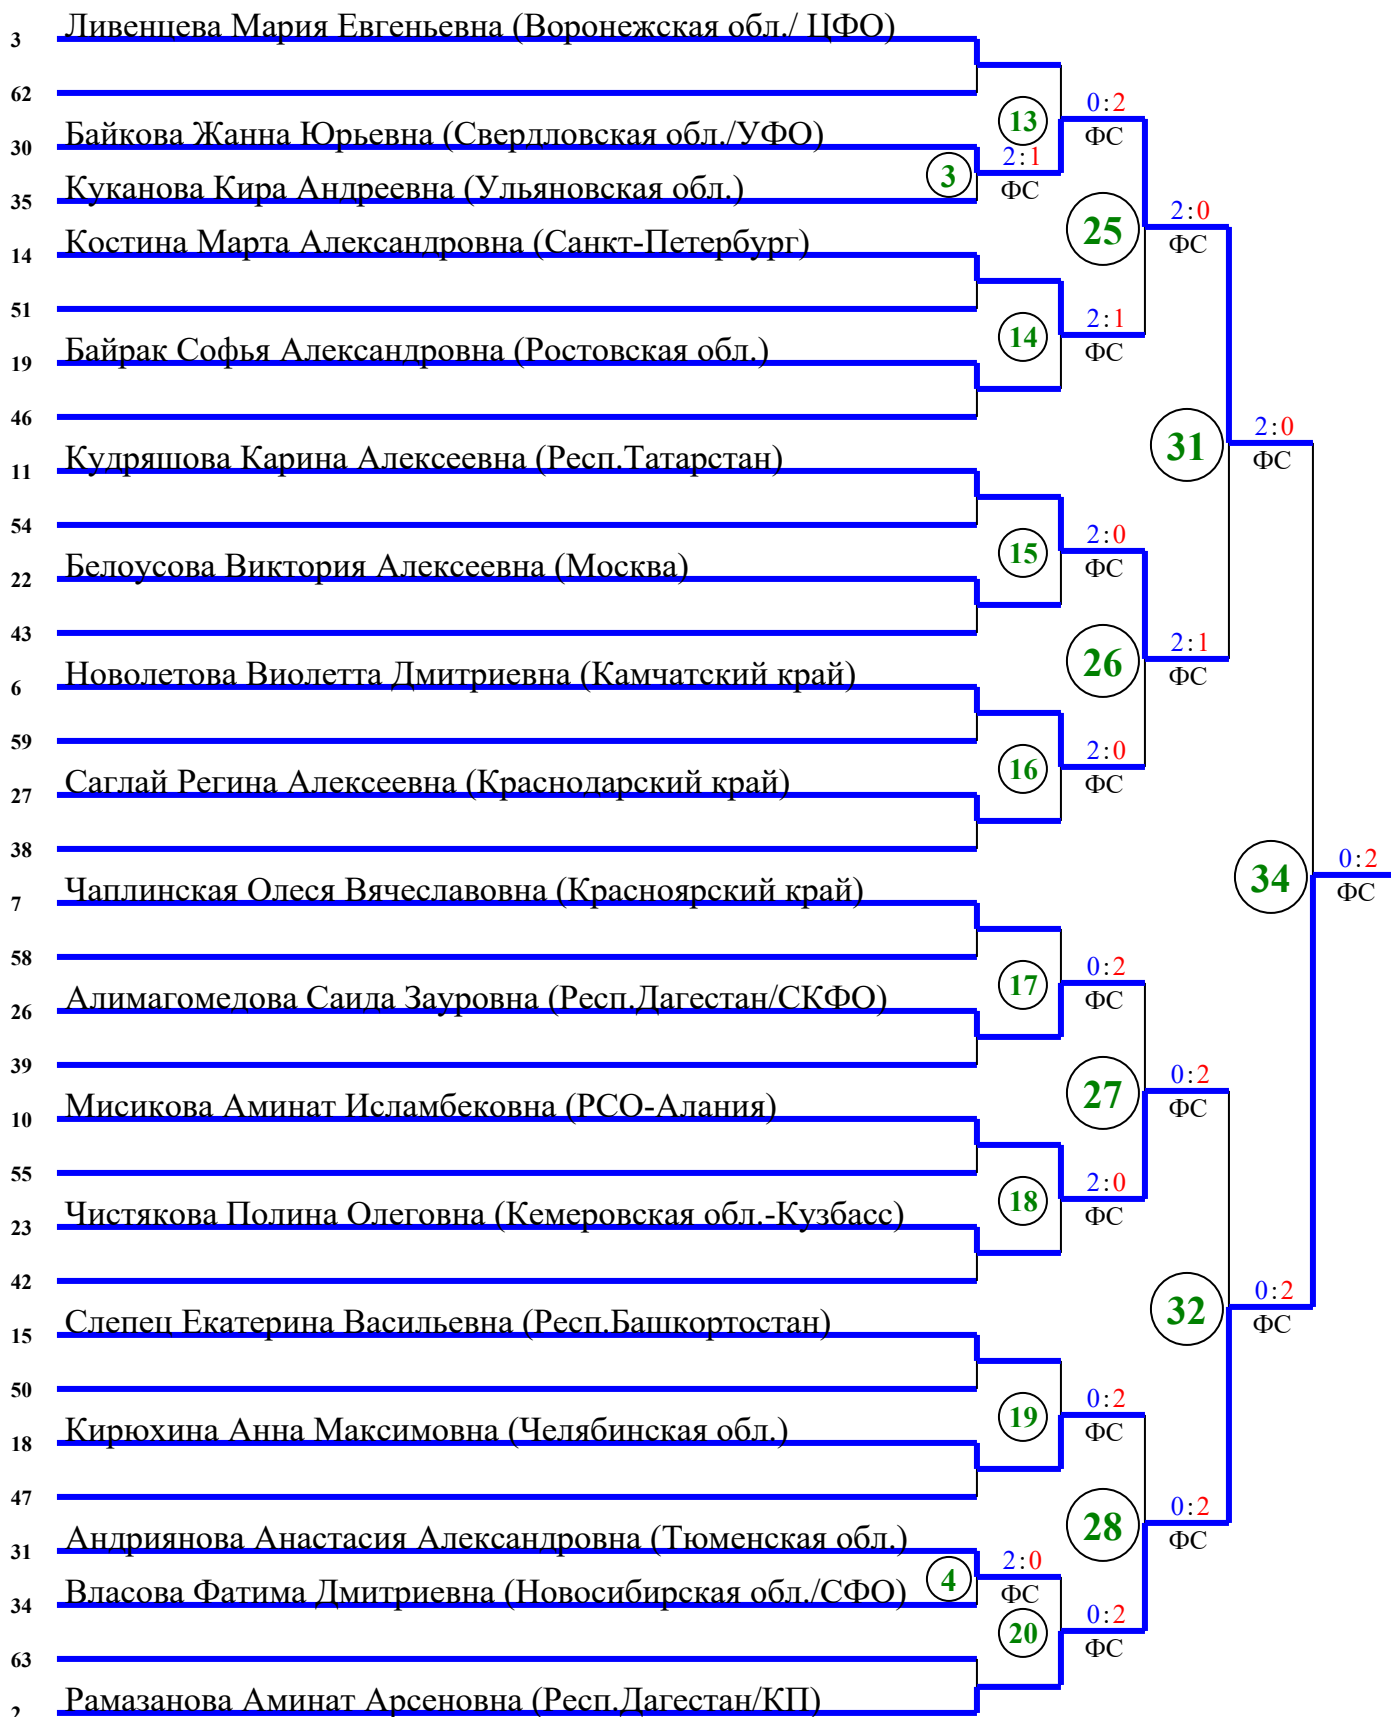 3 Ливенцева Мария Евгеньевна (Воронежская обл./ ЦФО)
62
13 0:2
ФС
30 Байкова Жанна Юрьевна (Свердловская обл./УФО)
3 2:1
ФС
35 Куканова Кира Андреевна (Ульяновская обл.)
25 2:0
ФС
14 Костина Марта Александровна (Санкт-Петербург)
51
14 2:1
ФС
19 Байрак Софья Александровна (Ростовская обл.)
46
31 2:0
ФС
11 Кудряшова Карина Алексеевна (Респ.Татарстан)
54
15 2:0
ФС
22 Белоусова Виктория Алексеевна (Москва)
43
26 2:1
ФС
6 Новолетова Виолетта Дмитриевна (Камчатский край)
59
16 2:0
ФС
27 Саглай Регина Алексеевна (Краснодарский край)
38
34 0:2
ФС
7 Чаплинская Олеся Вячеславовна (Красноярский край)
58
17 0:2
ФС
26 Алимагомедова Саида Зауровна (Респ.Дагестан/СКФО)
39
27 0:2
ФС
10 Мисикова Аминат Исламбековна (РСО-Алания)
55
18 2:0
ФС
23 Чистякова Полина Олеговна (Кемеровская обл.-Кузбасс)
42
32 0:2
ФС
15 Слепец Екатерина Васильевна (Респ.Башкортостан)
50
19 0:2
ФС
18 Кирюхина Анна Максимовна (Челябинская обл.)
47
28 0:2
ФС
31 Андриянова Анастасия Александровна (Тюменская обл.)
4 2:0
ФС
34 Власова Фатима Дмитриевна (Новосибирская обл./СФО)
20 0:2
ФС
63
2 Рамазанова Аминат Арсеновна (Респ.Дагестан/КП)